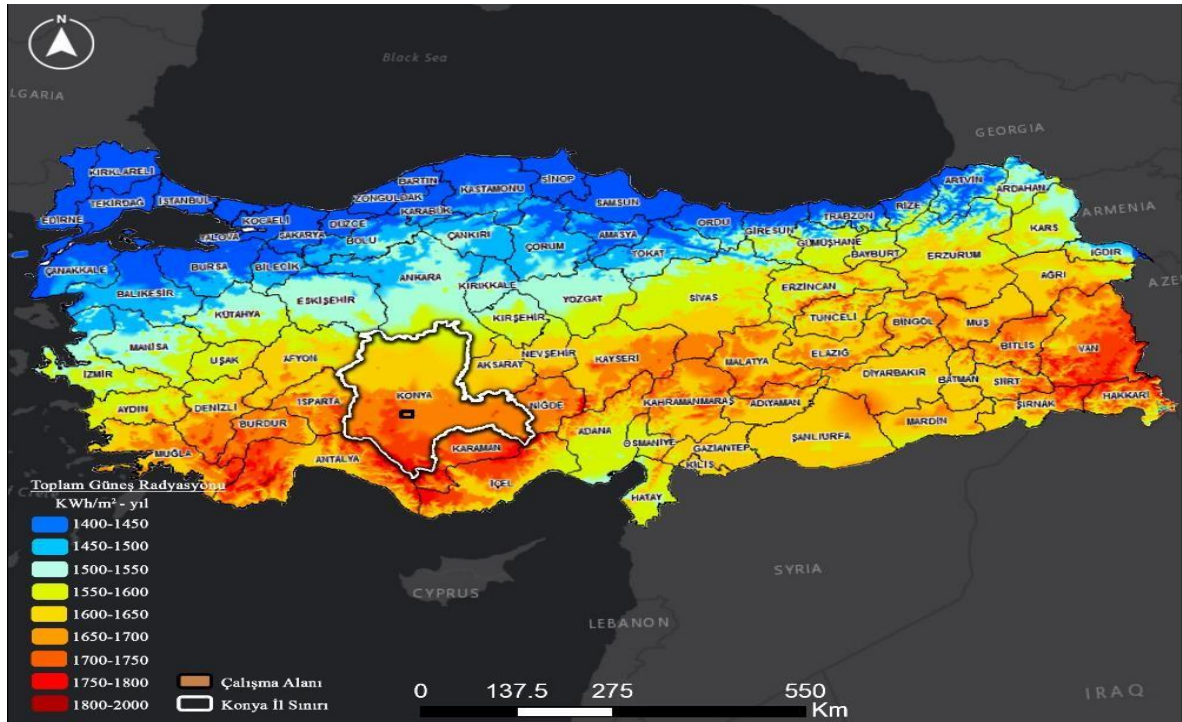 N
Black Sea
LGARIA
GEORGIA
KIRKLARELİ
BARTIN
SİNOP
KASTAMONU
ARTVİN
ARDAHAN
TEKİRDAĞ
İSTANBUL
ZONGULDAK
SAMSUN
RİZE
EDİRNE
KOCAELİ
DÜZCE
KARABÜK
ORDU
TRABZON
ARMENIA
YALOVA
SAKARYA
BOLU
ÇANKIRI
AMASYA
GİRESUN
KARS
ÇORUM
GÜMÜŞHANE
TOKAT
BAYBURT
ERZURUM
IĞDIR
ÇANAKKALE
BURSA
BİLECİK
ANKARA
AĞRI
AZE
BALIKESİR
ESKİŞEHİR
KIRIKKALE
YOZGAT
SİVAS
ERZİNCAN
KÜTAHYA
KIRŞEHİR
TUNCELİ
BİNGÖL
MUŞ
MANİSA
UŞAK
AFYON
NEVŞEHİR
KAYSERİ
ELAZIĞ
BİTLİS
VAN
AKSARAY
MALATYA
İZMİR
DİYARBAKIR
BATMAN
SİİRT
AYDIN
DENİZLİ
ISPARTA
KONYA
NİĞDE
KAHRAMANMARAŞ
ADIYAMAN
HAKKARİ
BURDUR
ŞIRNAK
ADANA
MARDİN
MUĞLA
ANTALYA
KARAMAN
OSMANİYE
GAZİANTEP
ŞANLIURFA
KİLİS
İÇEL
HATAY
Crete
Toplam Güneş Radyasyonu
KWh/m² - yıl
1400-1450
1450-1500
1500-1550
1550-1600
1600-1650
1650-1700
1700-1750
1750-1800
1800-2000
Çalışma Alanı
Konya İl Sınırı
CYPRUS
SYRIA
LEBANON
IRAQ
0 137.5 275 550
Km